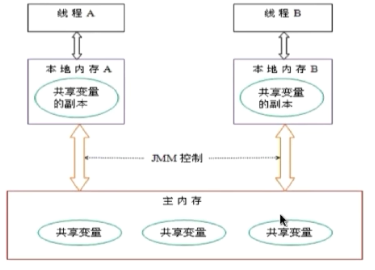 线程 A
线程 B
本地内存 A
本地内存 B
共享变量
的副本
共享变量
的副本
JMM 控制
主内存
共享变量
共享变量
共享变量